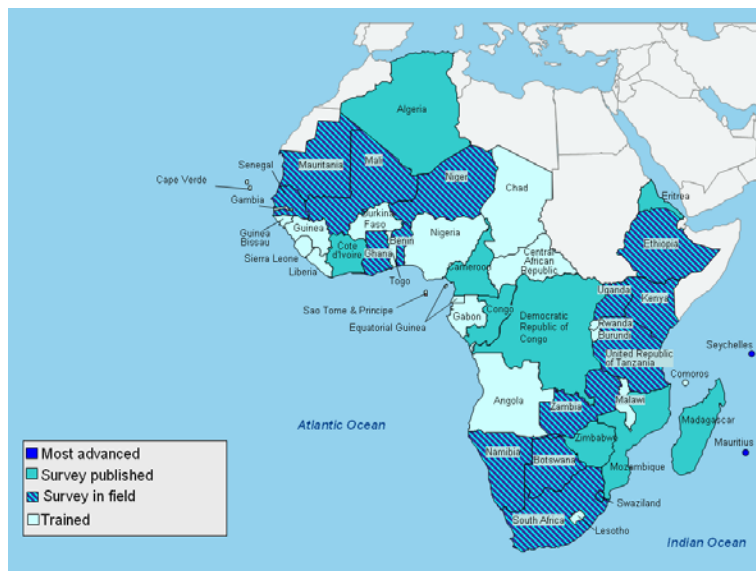 Algeria
Senegal
Mauritania
Mali
Niger
Chad
Cape Verde
Gambia
Eritrea
Guinea
Bissau
Guinea
Burkina
Faso
Nigeria
Ethiopia
Sierra Leone
Cote
d'Ivoire
Ghana
Benin
Central
African
Republic
Liberia
Togo
Cameroon
Uganda
Kenya
Sao Tome & Principe
Equatorial Guinea
Gabon
Congo
Democratic
Republic of
Congo
Rwanda
Burundi
United Republic
of Tanzania
Seychelles
Comoros
Angola
Malawi
Zambia
Madagascar
Atlantic Ocean
Mauritius
Zimbabwe
Namibia
Botswana
Mozambique
Swaziland
South Africa
Lesotho
Indian Ocean
Most advanced
Survey published
Survey in field
Trained